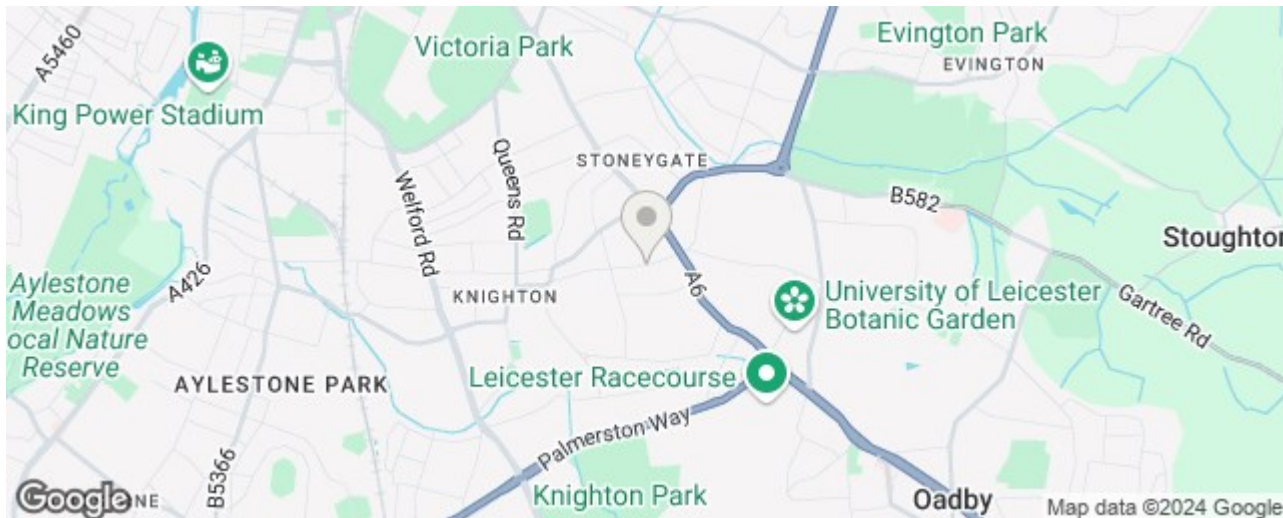 A5460
Victoria Park
Evington Park
EVINGTON
King Power Stadium
STONEYGATE
Queens Rd
Welford Rd
B582
Stoughton
A426
A6
Aylestone
Meadows
ocal Nature
Reserve
KNIGHTON
University of Leicester
Botanic Garden
Gartree Rd
AYLESTONE PARK
Leicester Racecourse
Palmerston Way
B5366
Knighton Park
Oadby
Google
ONE
Map data ©2024 Google